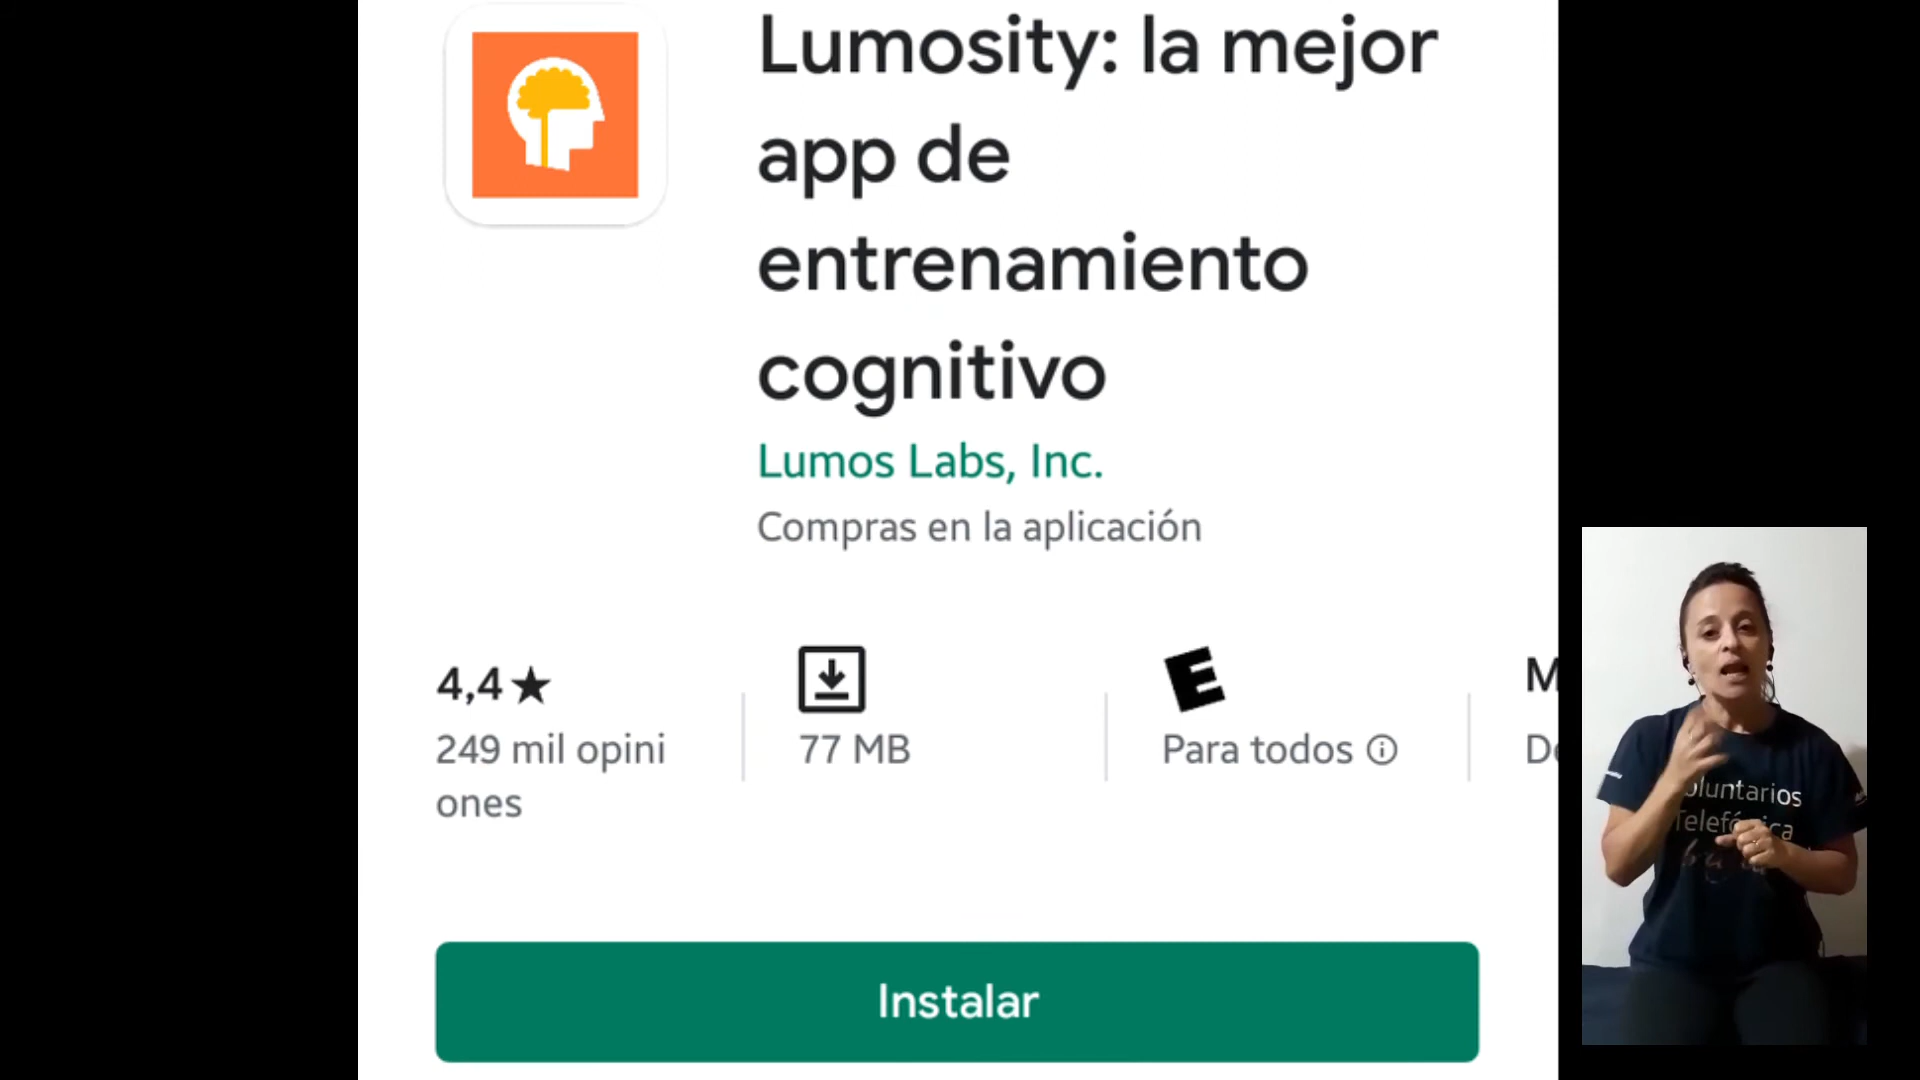 Lumosity: la mejor
app de
entrenamiento
cognitivo
Lumos Labs, Inc.
Compras en la aplicación
4,4★
249 mil opini
ones
77 MB
E
Para todos
M
Instalar
Telefónica